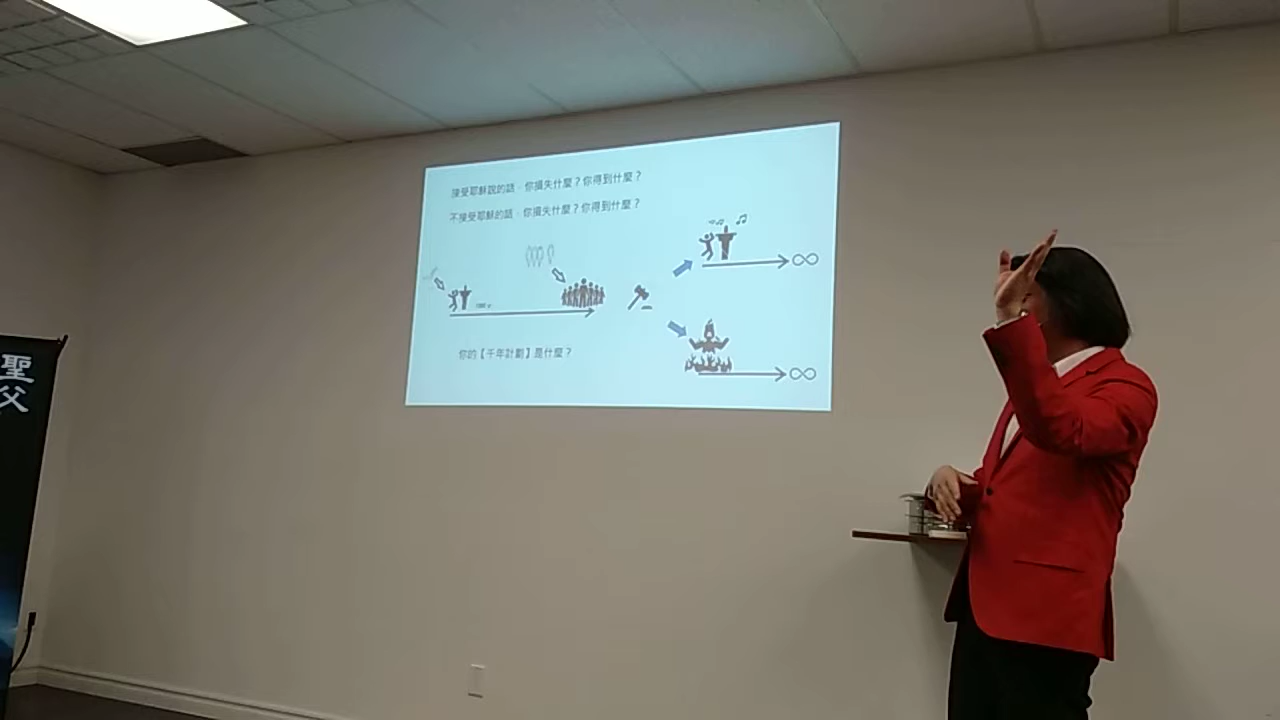 接受耶穌說的話，你損失什麼？你得到什麼？
不接受耶穌的話，你損失什麼？你得到什麼？
你的【千年計劃】是什麼？
聖父